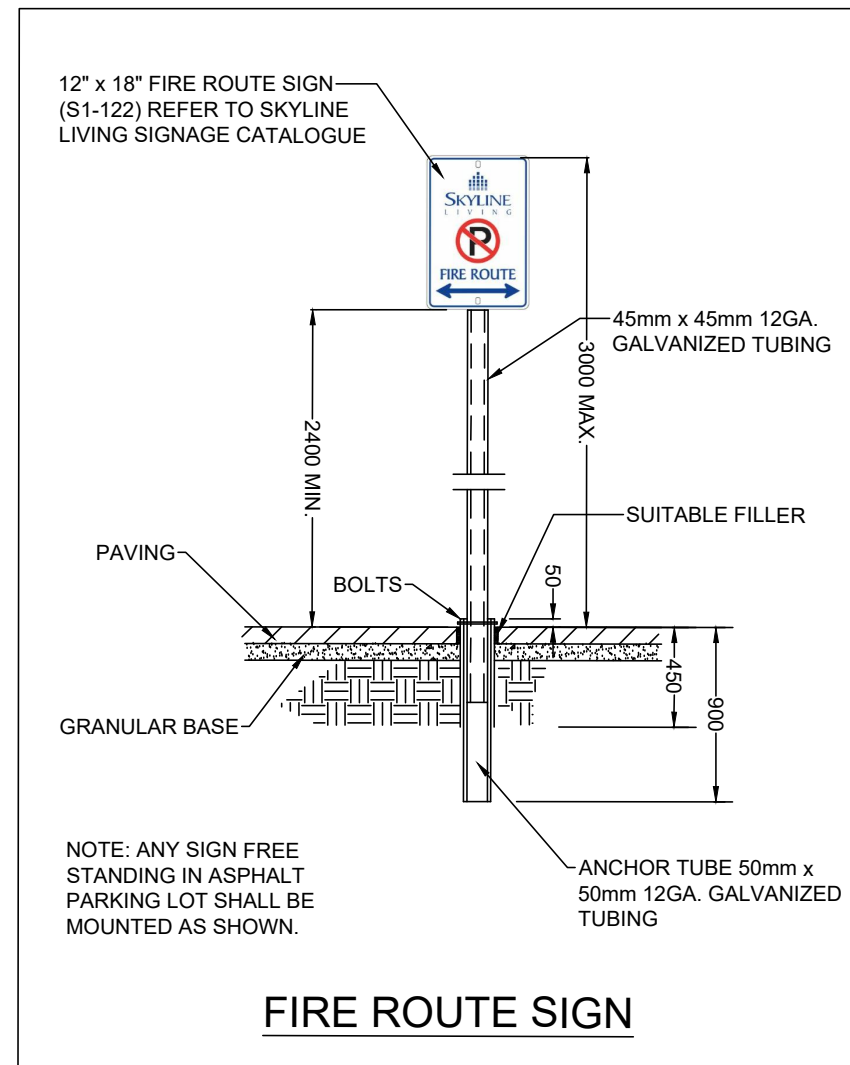 12" x 18" FIRE ROUTE SIGN
(S1-122) REFER TO SKYLINE
LIVING SIGNAGE CATALOGUE
SKYLINE
LIVING
P
FIRE ROUTE
45mm x 45mm 12GA.
GALVANIZED TUBING
3000 MAX.
2400 MIN.
SUITABLE FILLER
PAVING
BOLTS
50
450
900
GRANULAR BASE
NOTE: ANY SIGN FREE
STANDING IN ASPHALT
PARKING LOT SHALL BE
MOUNTED AS SHOWN.
ANCHOR TUBE 50mm x
50mm 12GA. GALVANIZED
TUBING
FIRE ROUTE SIGN